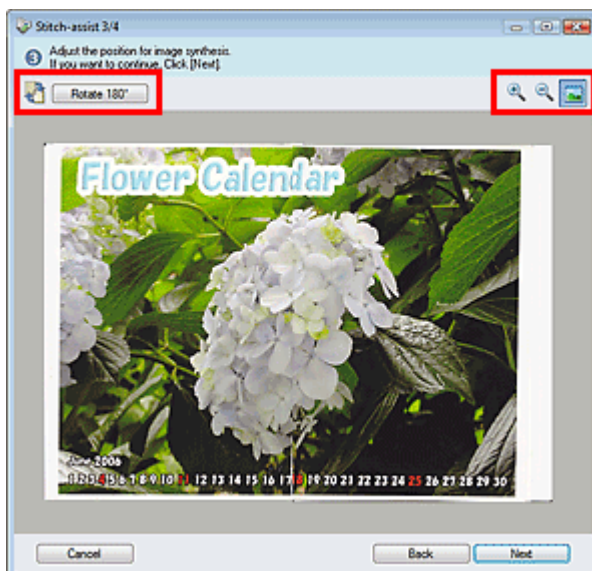 Stitch-assist 3/4
3 Adjust the position for image synthesis.
If you want to continue, Click [Next].
Rotate 180°
Flower Calendar
June 2006
1 2 3 4 5 6 7 8 9 10 11 12 13 14 15 16 17 18 19 20 21 22 23 24 25 26 27 28 29 30
Cancel
Back
Next